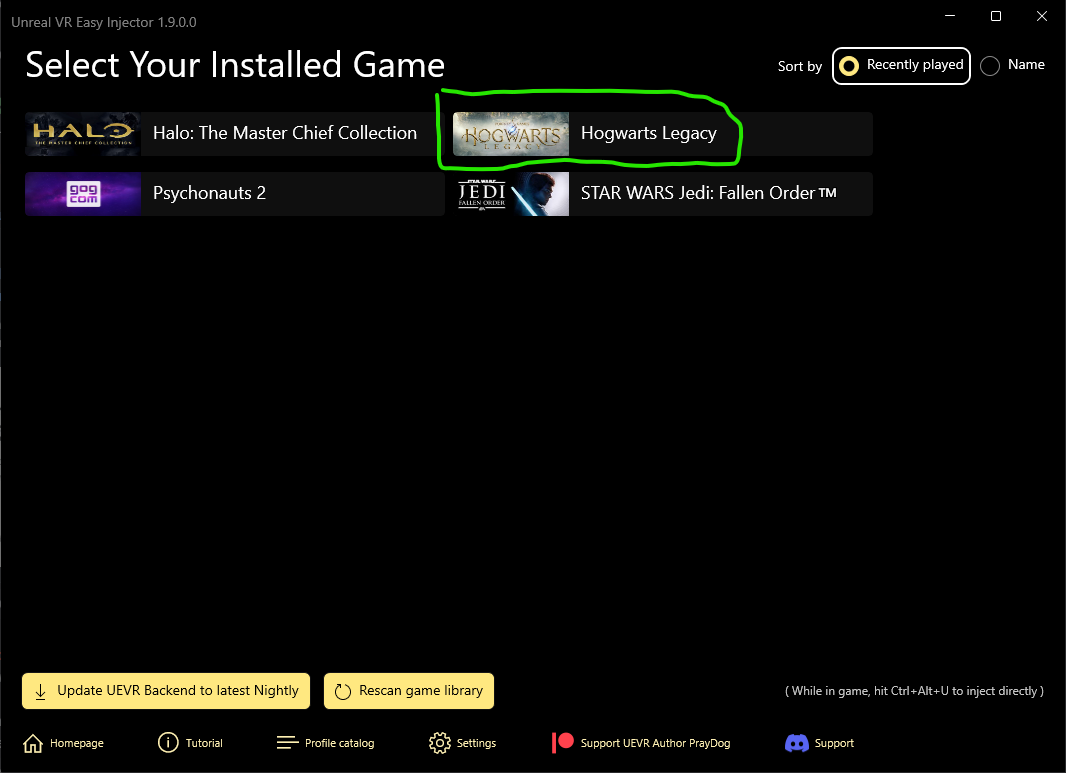 Unreal VR Easy Injector 1.9.0.0
Select Your Installed Game
Sort by
Recently played
Name
HALO
THE MASTER CHIEF COLLECTION
Halo: The Master Chief Collection
HOGWARTS
LEGACY
Hogwarts Legacy
gog
com
Psychonauts 2
STAR WARS
JEDI
FALLEN ORDER
STAR WARS Jedi: Fallen Order™
Update UEVR Backend to latest Nightly
Rescan game library
( While in game, hit Ctrl+Alt+U to inject directly )
Homepage
Tutorial
Profile catalog
Settings
Support UEVR Author PrayDog
Support